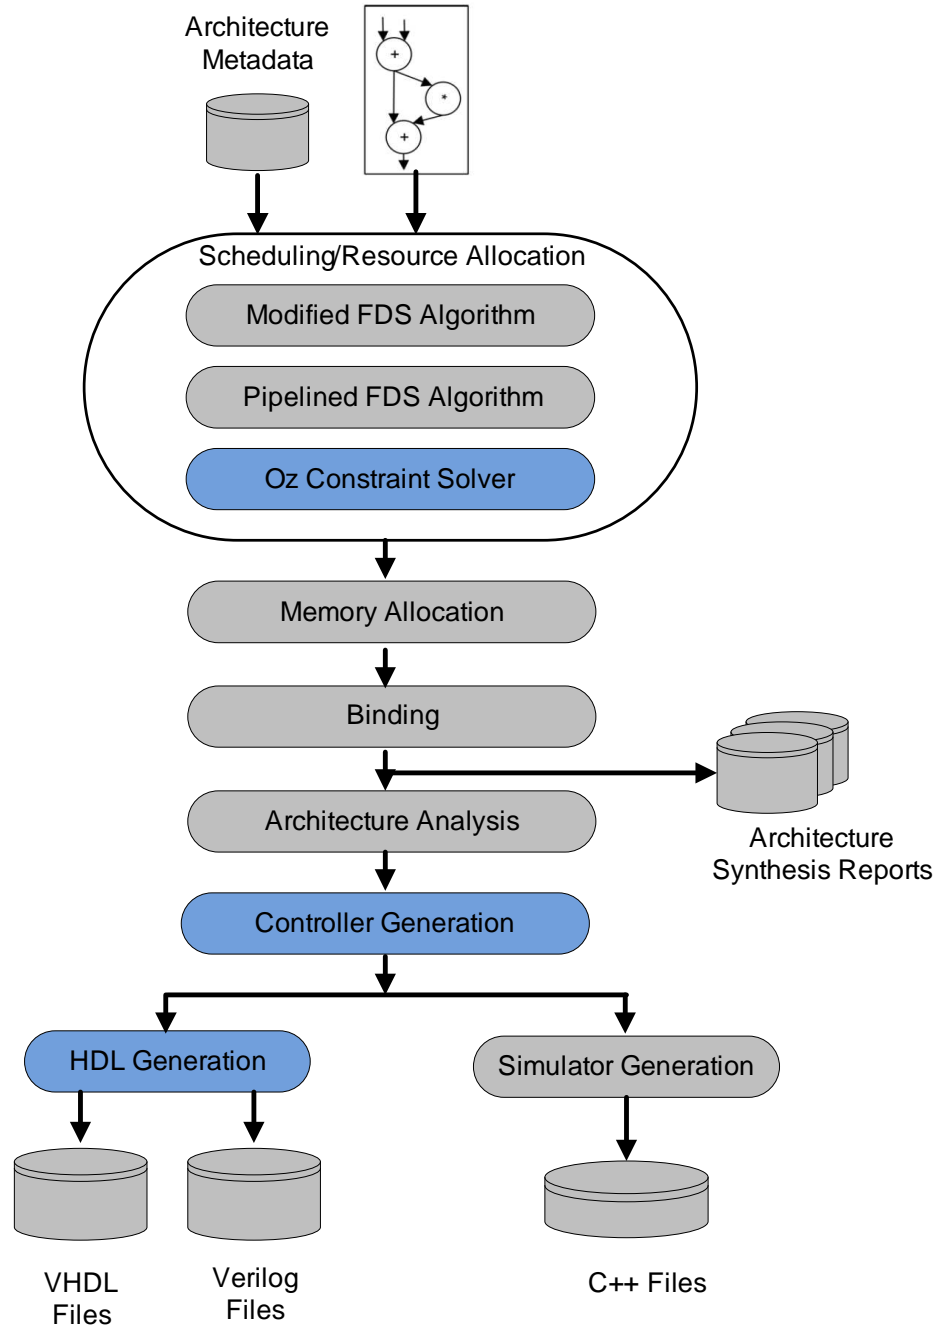 Architecture
Metadata
+
*
+
Scheduling/Resource Allocation
Modified FDS Algorithm
Pipelined FDS Algorithm
Oz Constraint Solver
Memory Allocation
Binding
Architecture Analysis
Architecture
Synthesis Reports
Controller Generation
HDL Generation
Simulator Generation
VHDL
Files
Verilog
Files
C++ Files